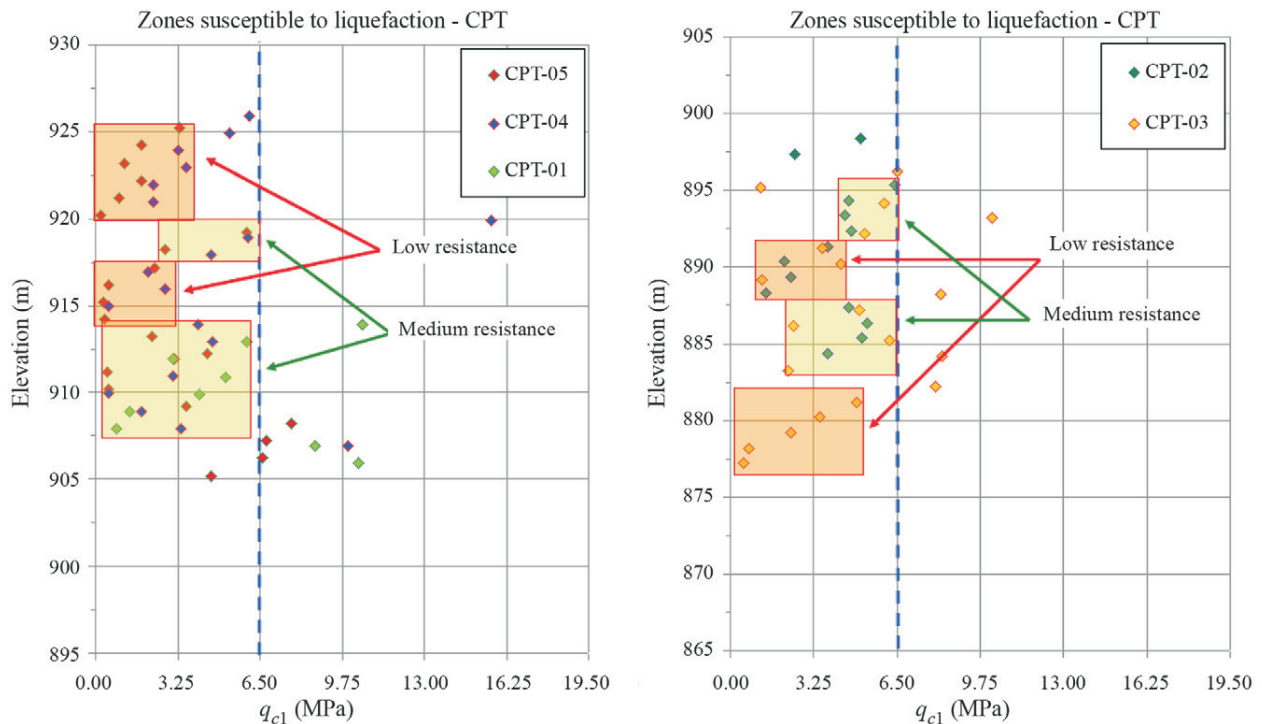 Zones susceptible to liquefaction - CPT
930
925
920
915
910
905
900
895
Elevation (m)
CPT-05
CPT-04
CPT-01
Low resistance
Medium resistance
0.00 3.25 6.50 9.75 13.00 16.25 19.50
qc1 (MPa)
Zones susceptible to liquefaction - CPT
905
900
895
890
885
880
875
870
865
Elevation (m)
CPT-02
CPT-03
Low resistance
Medium resistance
0.00 3.25 6.50 9.75 13.00 16.25 19.50
qc1 (MPa)